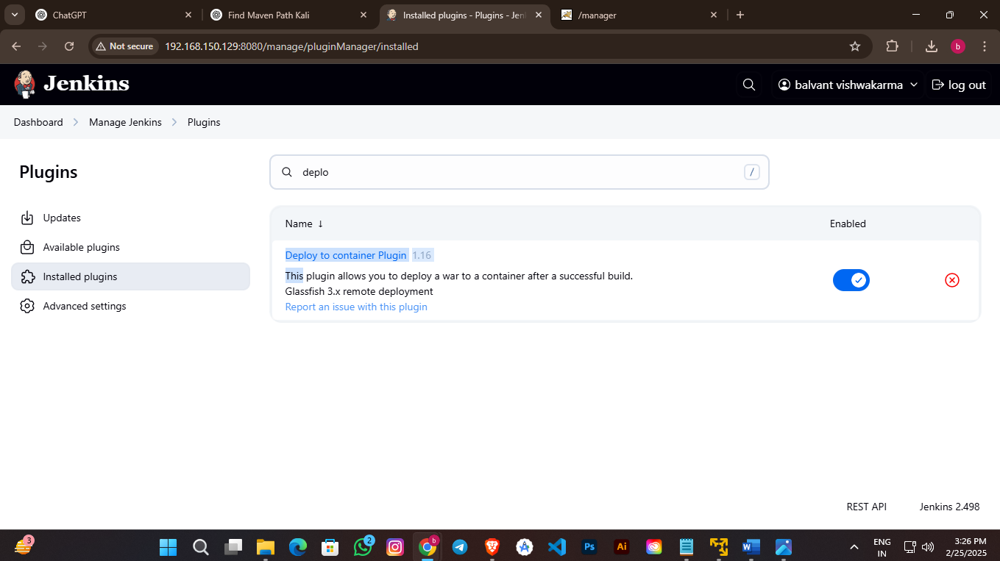 ChatGPT
Find Maven Path Kali
Installed plugins - Plugins - Jen
/manager
Not secure
192.168.150.129:8080/manage/pluginManager/installed
b
Jenkins
balvant vishwakarma
log out
Dashboard
Manage Jenkins
Plugins
Plugins
deplo
/
Updates
Available plugins
Installed plugins
Advanced settings
Name ↓
Enabled
Deploy to container Plugin 1.16
This plugin allows you to deploy a war to a container after a successful build.
Glassfish 3.x remote deployment
Report an issue with this plugin
REST API
Jenkins 2.498
3
2
b
Ps
Ai
W
ENG
IN
3:26 PM
2/25/2025